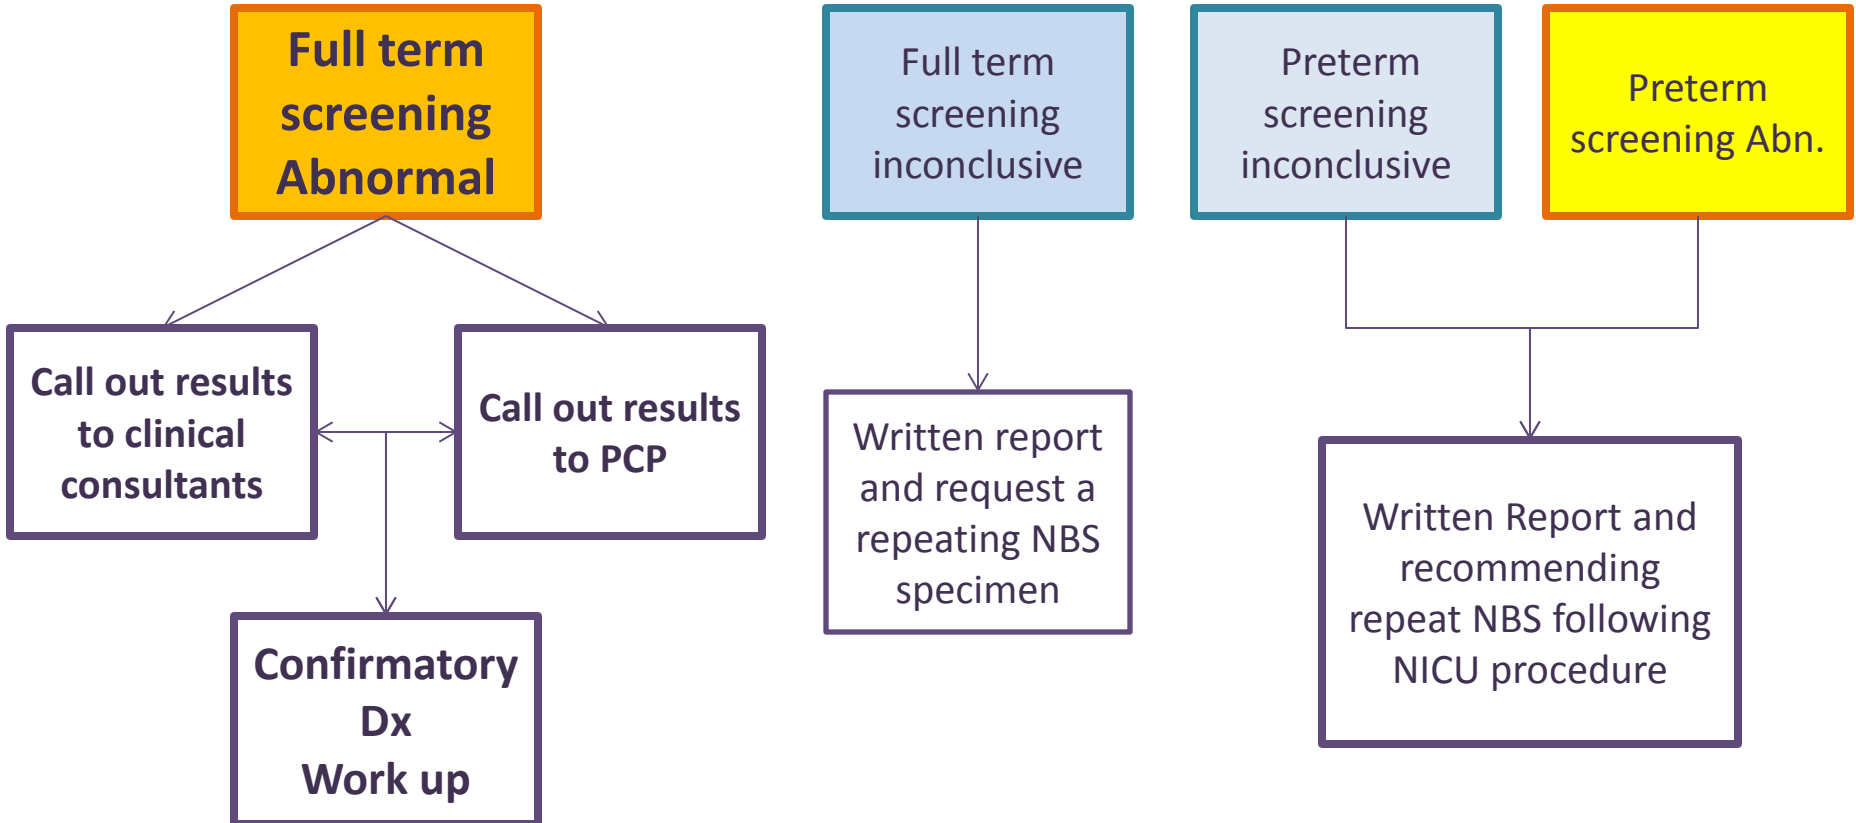 Full term
screening
Abnormal
Full term
screening
inconclusive
Preterm
screening
inconclusive
Preterm
screening Abn.
Call out results
to clinical
consultants
Call out results
to PCP
Written report
and request a
repeating NBS
specimen
Written Report and
recommending
repeat NBS following
NICU procedure
Confirmatory
Dx
Work up